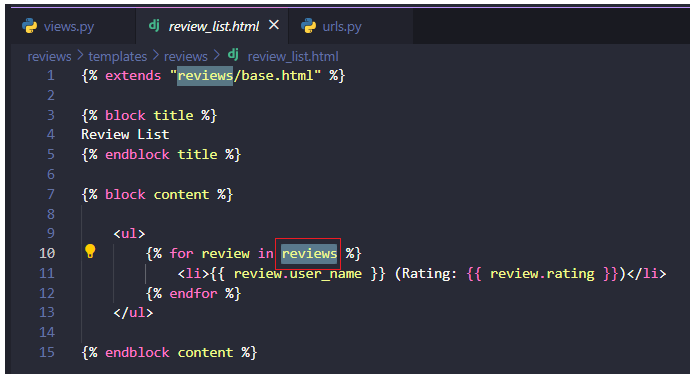 views.py dj review_list.html × urls.py
reviews > templates > reviews > dj review_list.html
1 {% extends "reviews/base.html" %}
2
3 {% block title %}
4 Review List
5 {% endblock title %}
6
7 {% block content %}
8
9 <ul>
10 {% for review in reviews %}
11 <li>{{ review.user_name }} (Rating: {{ review.rating }})</li>
12 {% endfor %}
13 </ul>
14
15 {% endblock content %}